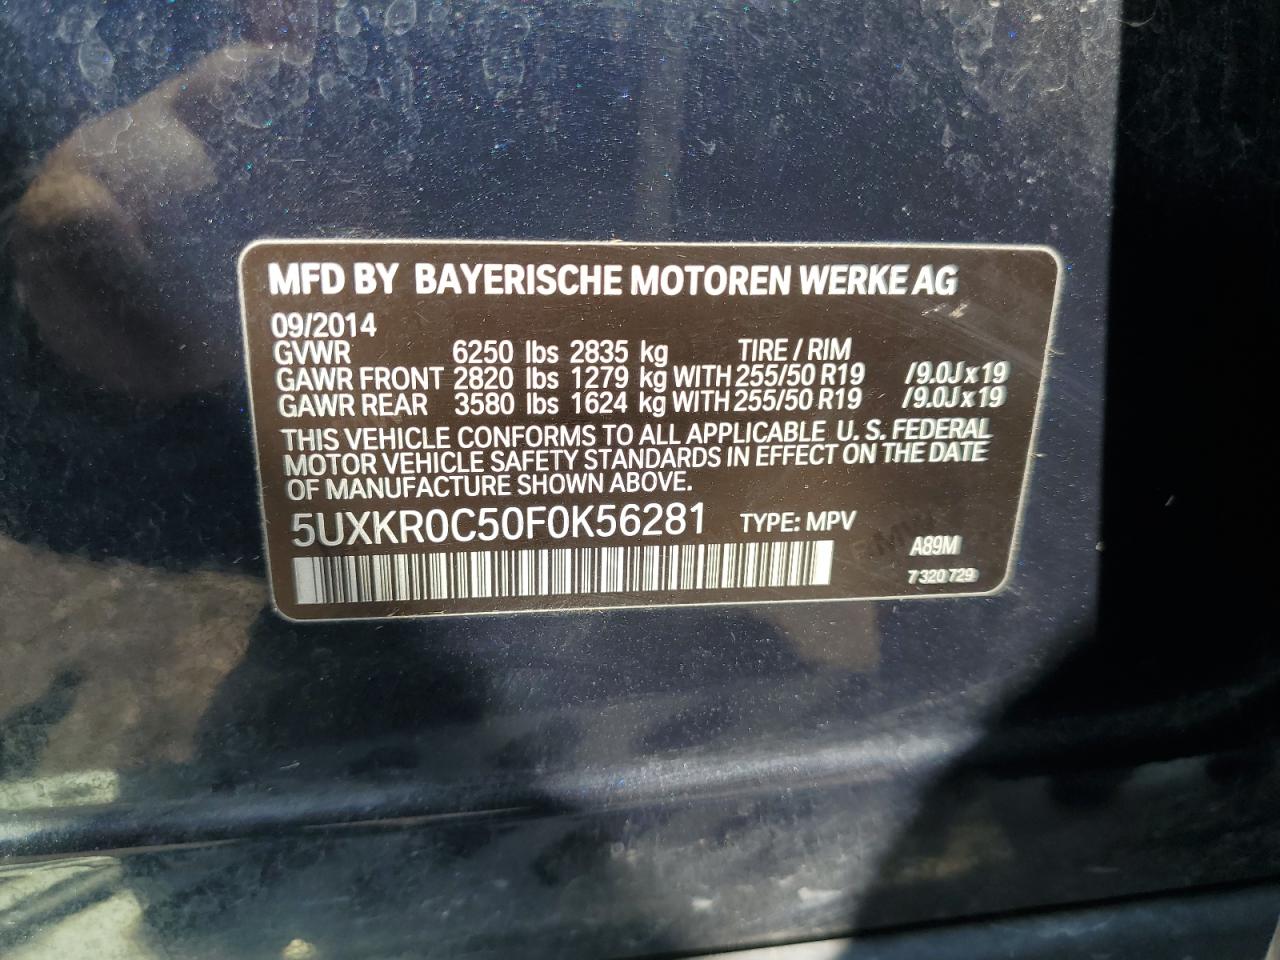 MFD BY BAYERISCHE MOTOREN WERKE AG
09/2014
GVWR 6250 lbs 2835 kg TIRE / RIM
GAWR FRONT 2820 lbs 1279 kg WITH 255/50 R19 /9.0J x 19
GAWR REAR 3580 lbs 1624 kg WITH 255/50 R19 /9.0J x 19
THIS VEHICLE CONFORMS TO ALL APPLICABLE U. S. FEDERAL
MOTOR VEHICLE SAFETY STANDARDS IN EFFECT ON THE DATE
OF MANUFACTURE SHOWN ABOVE.
5UXKR0C50F0K56281 TYPE: MPV
A89M
7 320 729